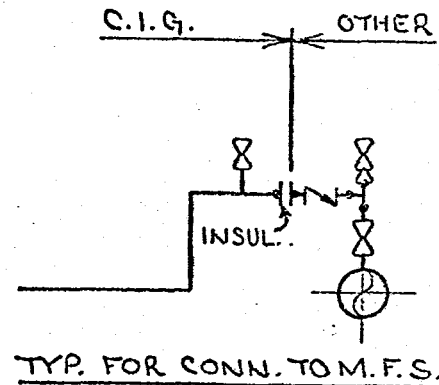 C.I.G. OTHER
INSUL..
TYP. FOR CONN. TO M.F.S.